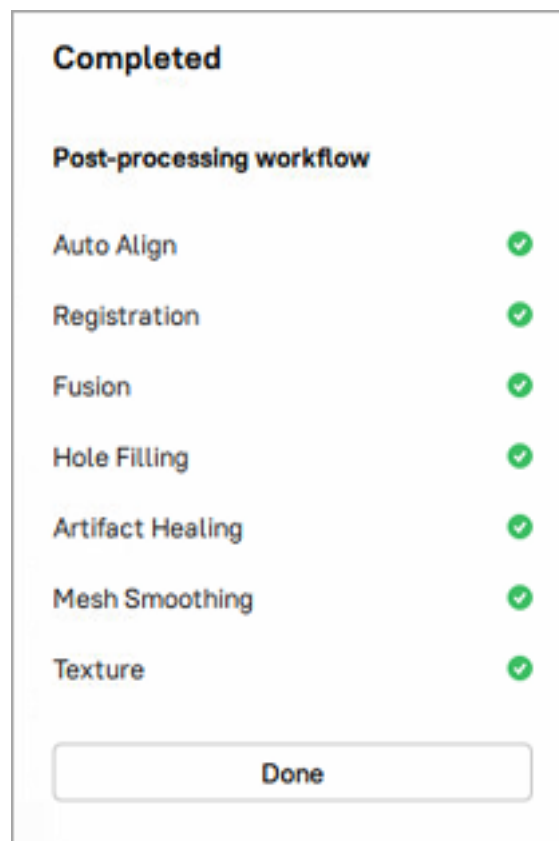 Completed
Post-processing workflow
Auto Align
Registration
Fusion
Hole Filling
Artifact Healing
Mesh Smoothing
Texture
Done